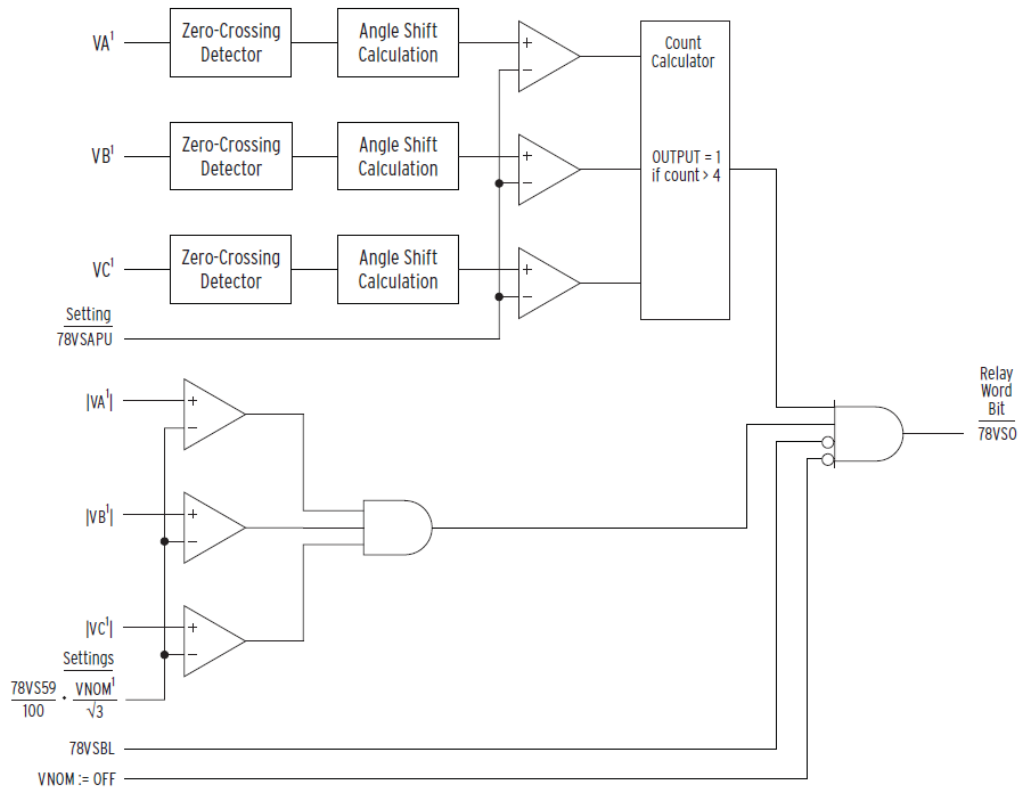 VA¹
Zero-Crossing
Detector
Angle Shift
Calculation
+
−
Count
Calculator
VB¹
Zero-Crossing
Detector
Angle Shift
Calculation
+
−
OUTPUT = 1
if count > 4
VC¹
Zero-Crossing
Detector
Angle Shift
Calculation
+
−
Setting
78VSAPU
|VA¹|
+
−
Relay
Word
Bit
78VSO
|VB¹|
+
−
|VC¹|
+
−
Settings
78VS59
100
·
VNOM¹
√3
78VSBL
VNOM := OFF